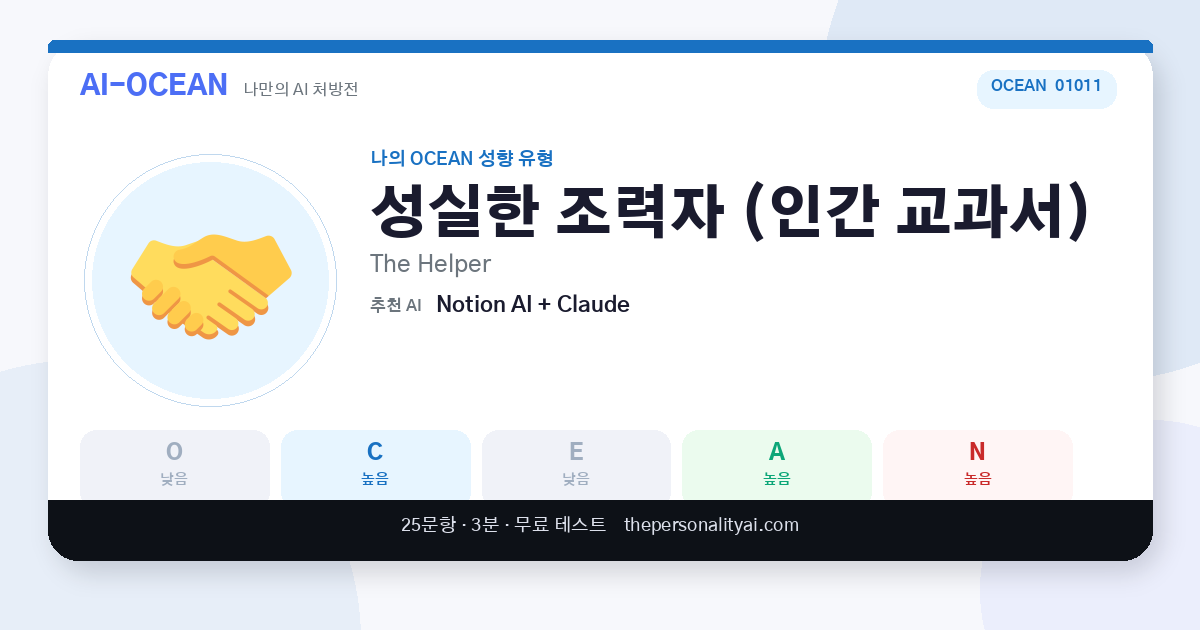 AI-OCEAN 나만의 AI 처방전
OCEAN 01011
나의 OCEAN 성향 유형
성실한 조력자 (인간 교과서)
The Helper
추천 AI Notion AI + Claude
O C E A N
낮음 높음 낮음 높음 높음
25문항 · 3분 · 무료 테스트 thepersonalityai.com